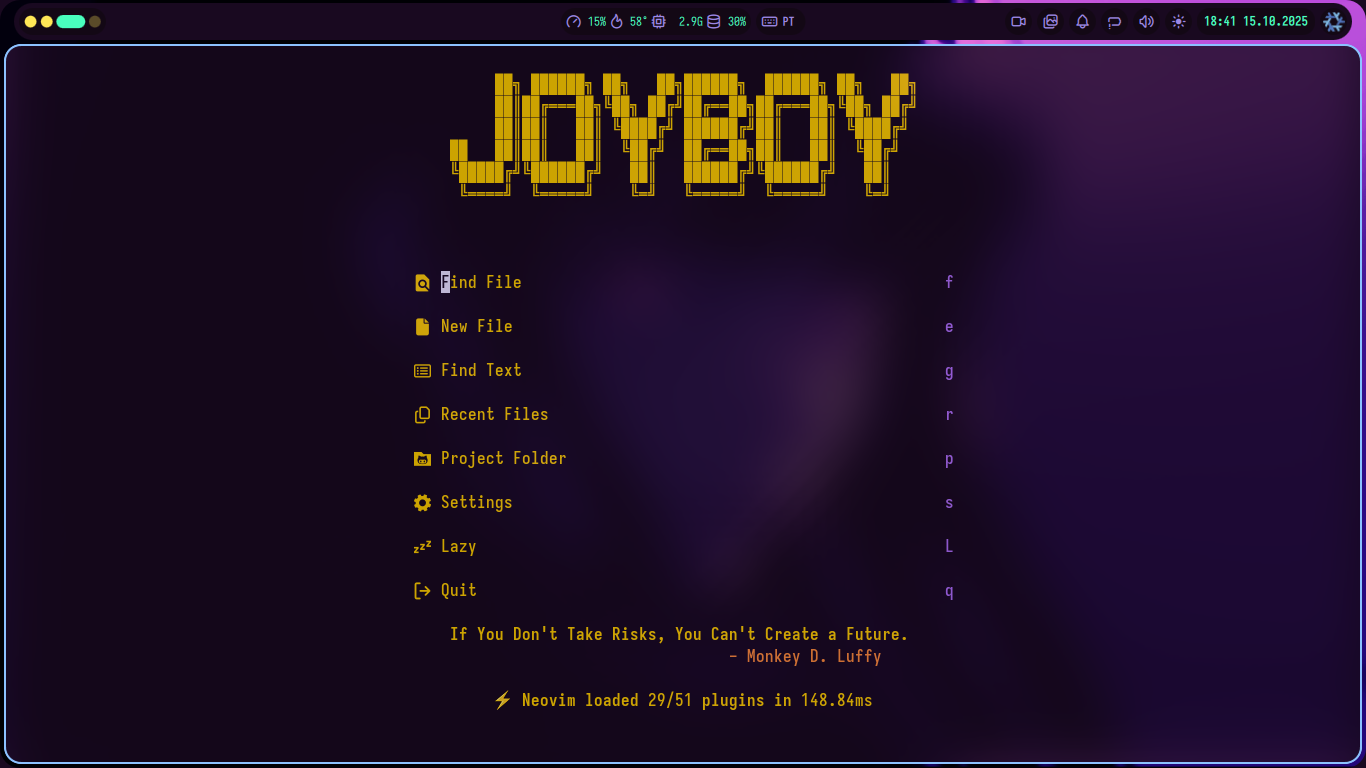 15% 58° 2.9G 30% PT 18:41 15.10.2025
JOYBOY
Find File f
New File e
Find Text g
Recent Files r
Project Folder p
Settings s
Lazy L
Quit q
If You Don't Take Risks, You Can't Create a Future.
- Monkey D. Luffy
⚡ Neovim loaded 29/51 plugins in 148.84ms